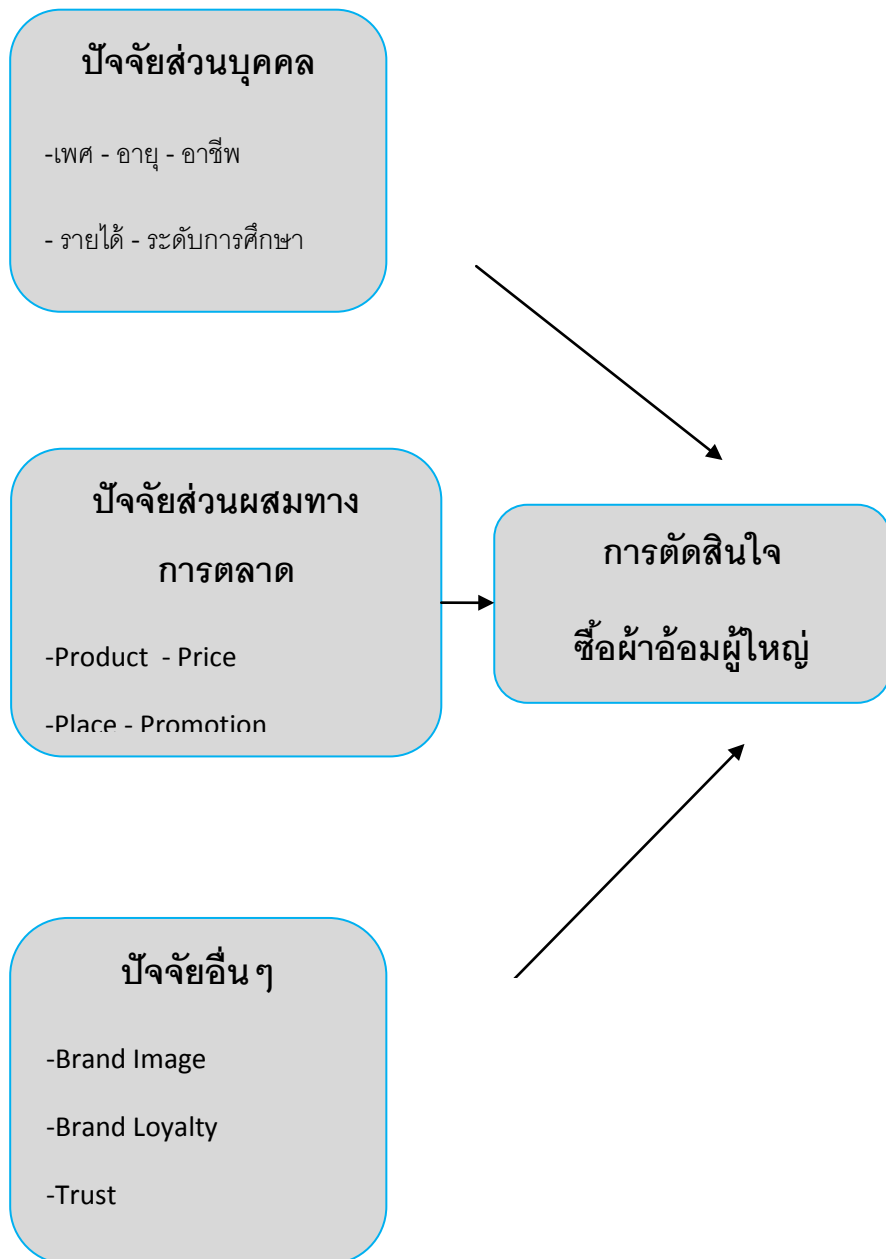 ปัจจัยส่วนบุคคล
-เพศ - อายุ - อาชีพ
- รายได้ - ระดับการศึกษา
ปัจจัยส่วนผสมทาง
การตลาด
-Product - Price
-Place - Promotion
การตัดสินใจ
ซื้อผ้าอ้อมผู้ใหญ่
ปัจจัยอื่น ๆ
-Brand Image
-Brand Loyalty
-Trust